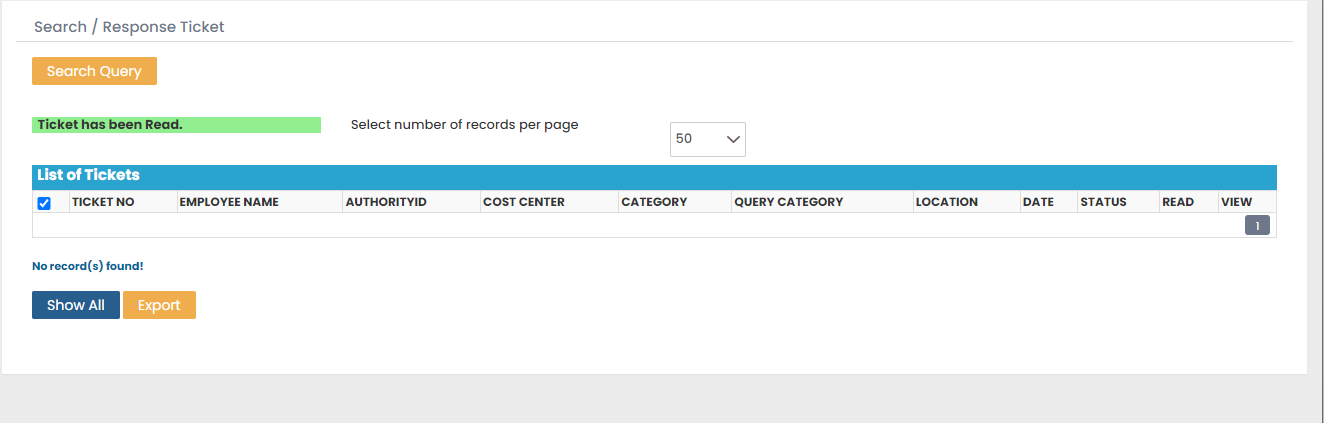 Search / Response Ticket
Search Query
Ticket has been Read. Select number of records per page 50
List of Tickets
TICKET NO EMPLOYEE NAME AUTHORITYID COST CENTER CATEGORY QUERY CATEGORY LOCATION DATE STATUS READ VIEW
1
No record(s) found!
Show All Export